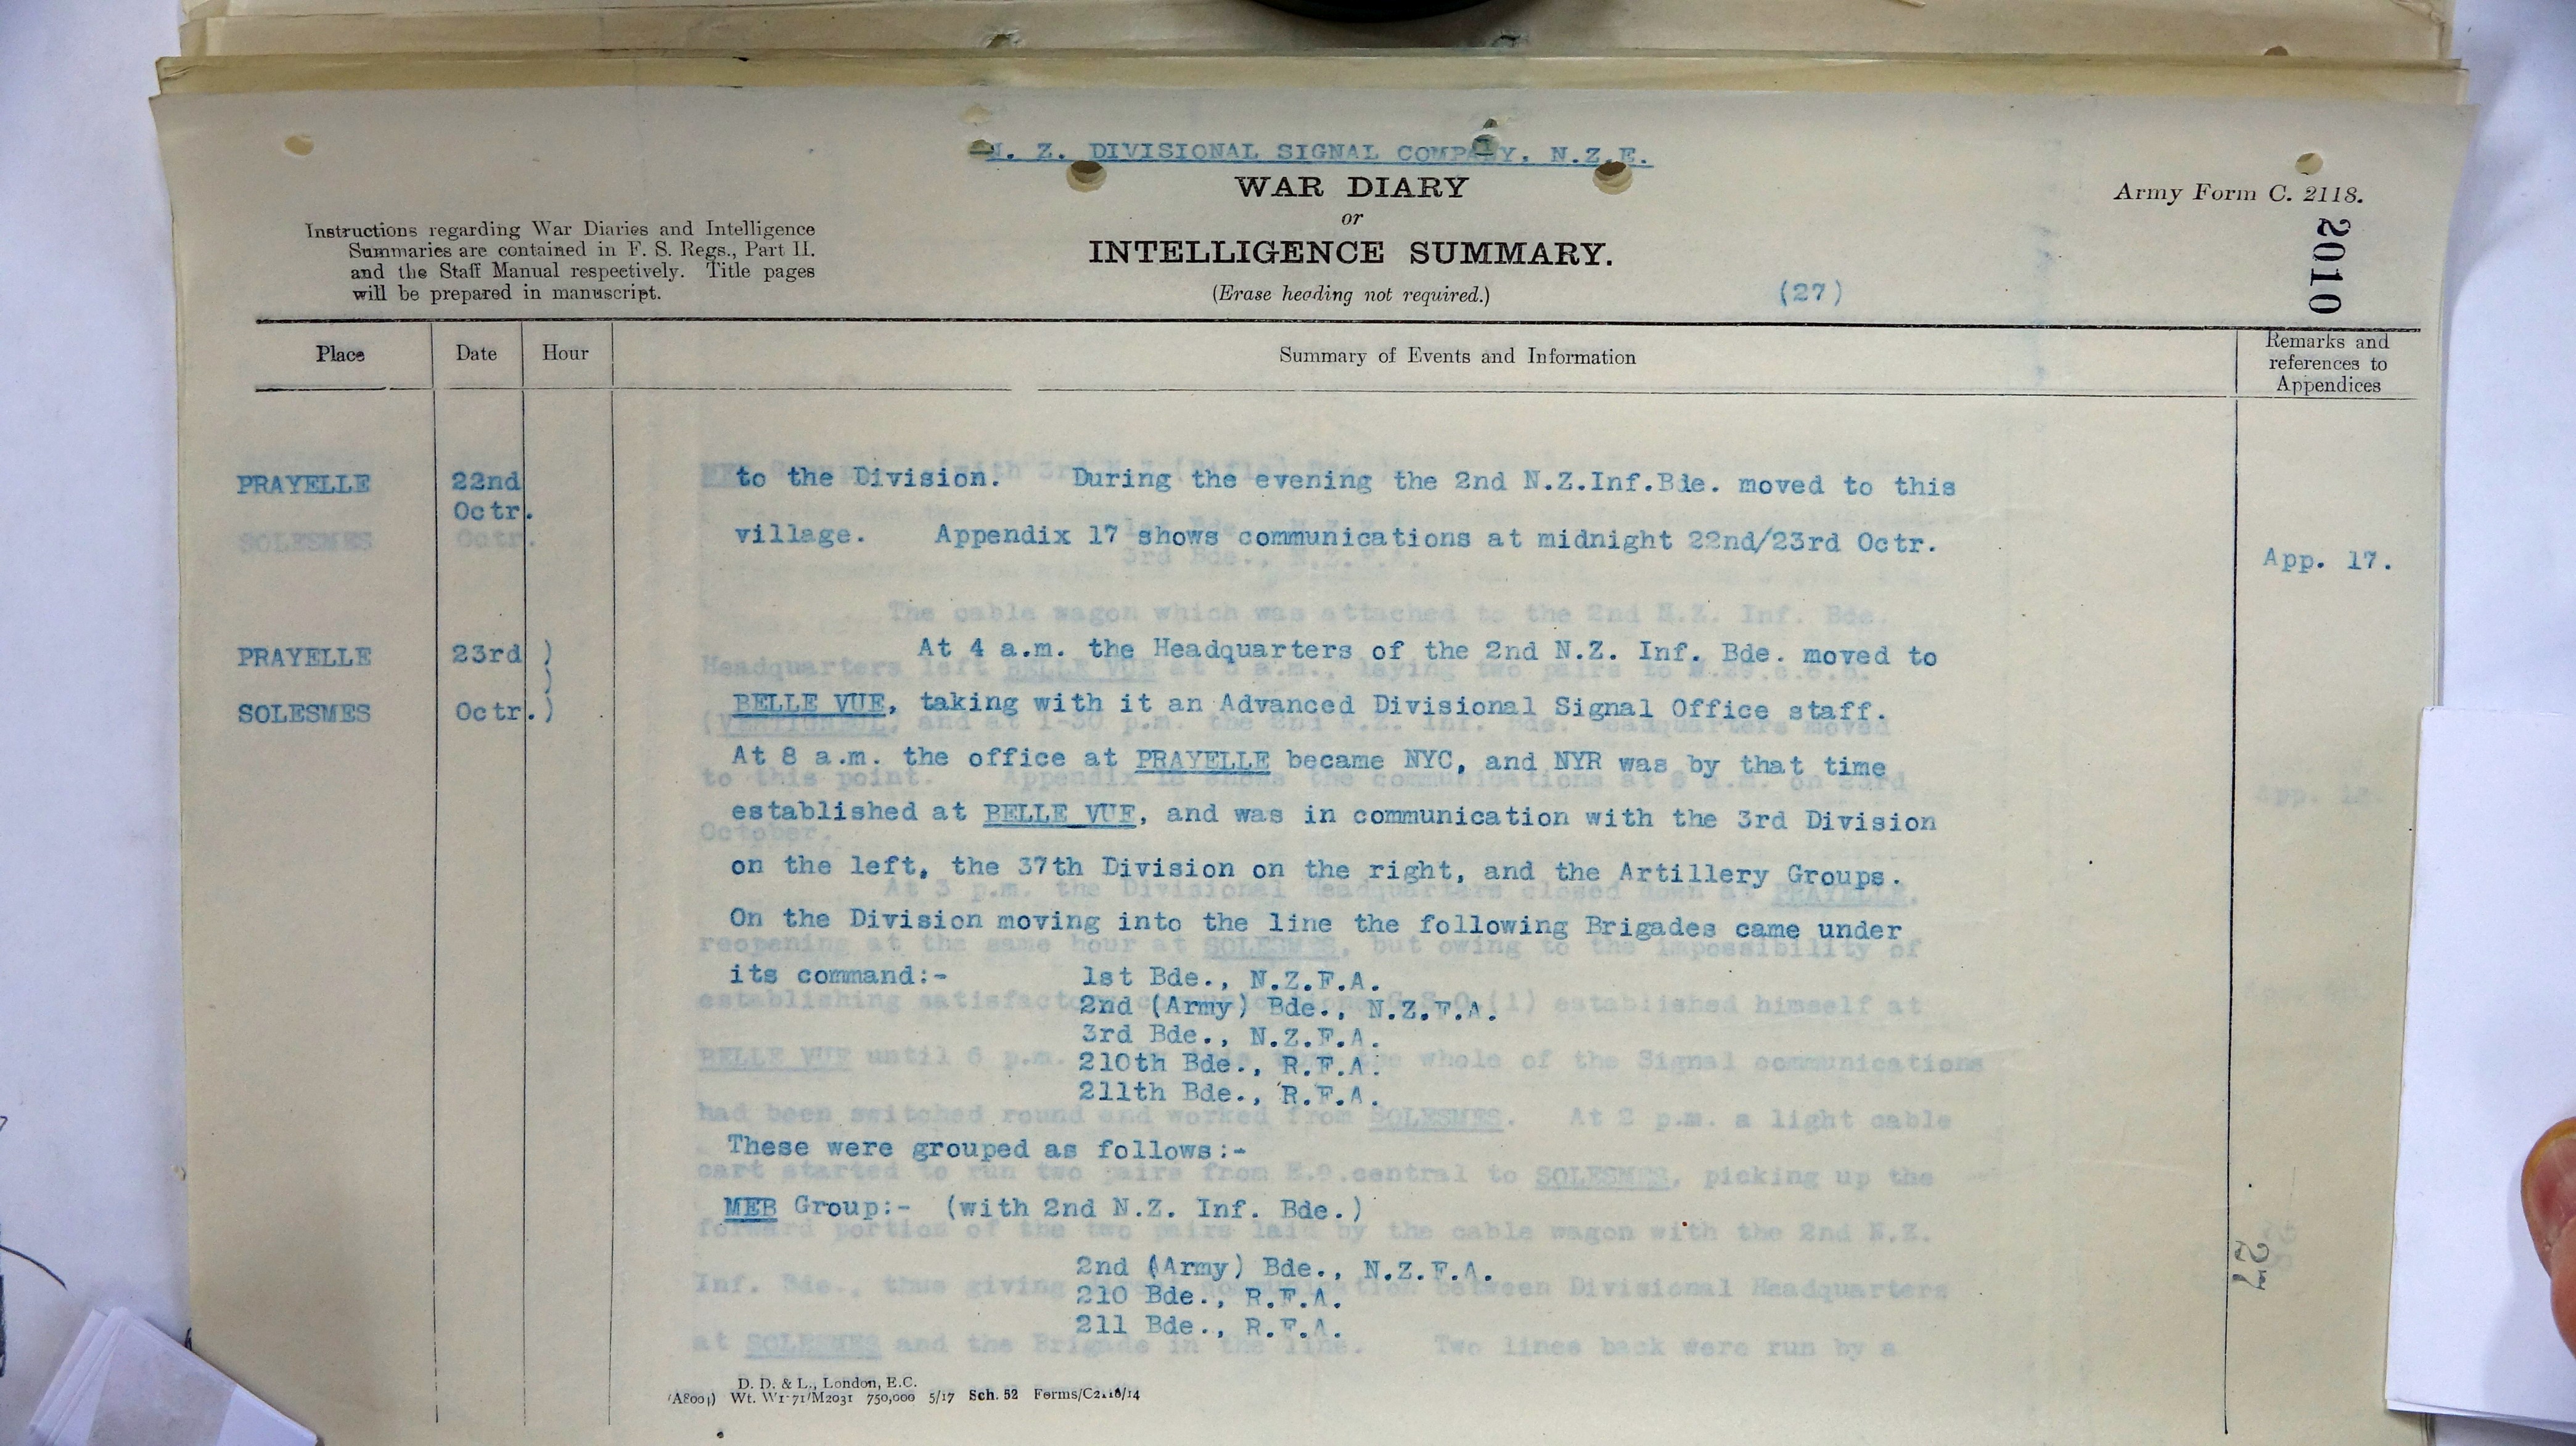 N. Z. DIVISIONAL SIGNAL COMPANY, N.Z.E.
WAR DIARY
or
INTELLIGENCE SUMMARY.
(Erase heading not required.)
(27)
Army Form C. 2118.
2010
Instructions regarding War Diaries and Intelligence
Summaries are contained in F. S. Regs., Part II.
and the Staff Manual respectively. Title pages
will be prepared in manuscript.
Place Date Hour Summary of Events and Information Remarks and
references to
Appendices
PRAYELLE 22nd
Octr.
to the Division. During the evening the 2nd N.Z.Inf.Bde. moved to this
village. Appendix 17 shows communications at midnight 22nd/23rd Octr.
App. 17.
PRAYELLE 23rd )
)
SOLESMES Octr. )
At 4 a.m. the Headquarters of the 2nd N.Z. Inf. Bde. moved to
BELLE VUE, taking with it an Advanced Divisional Signal Office staff.
At 8 a.m. the office at PRAYELLE became NYC, and NYR was by that time
established at BELLE VUE, and was in communication with the 3rd Division
on the left, the 37th Division on the right, and the Artillery Groups.
On the Division moving into the line the following Brigades came under
its command:- 1st Bde., N.Z.F.A.
2nd (Army) Bde., N.Z.F.A.
3rd Bde., N.Z.F.A.
210th Bde., R.F.A.
211th Bde., R.F.A.
These were grouped as follows:-
MEB Group:- (with 2nd N.Z. Inf. Bde.)
2nd (Army) Bde., N.Z.F.A.
210 Bde., R.F.A.
211 Bde., R.F.A.
27
D. D. & L., London, E.C.
Wt. W1-71/M2031 750,000 5/17 Sch. 52 Forms/C2118/14